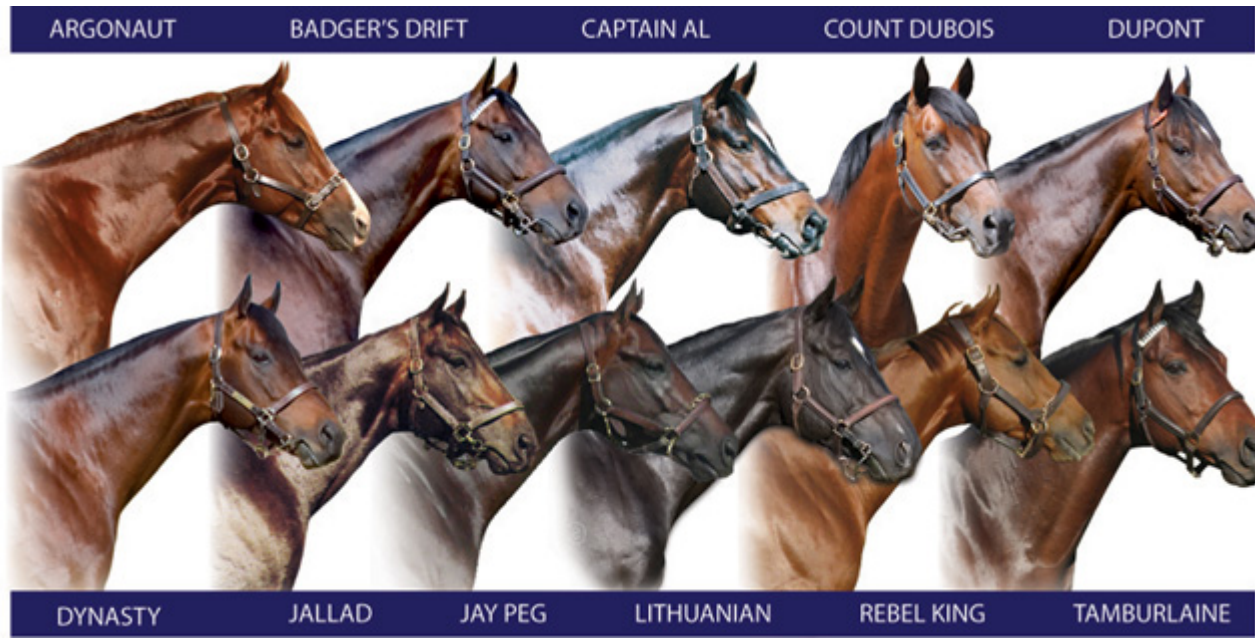 ARGONAUT BADGER'S DRIFT CAPTAIN AL COUNT DUBOIS DUPONT
DYNASTY JALLAD JAY PEG LITHUANIAN REBEL KING TAMBURLAINE